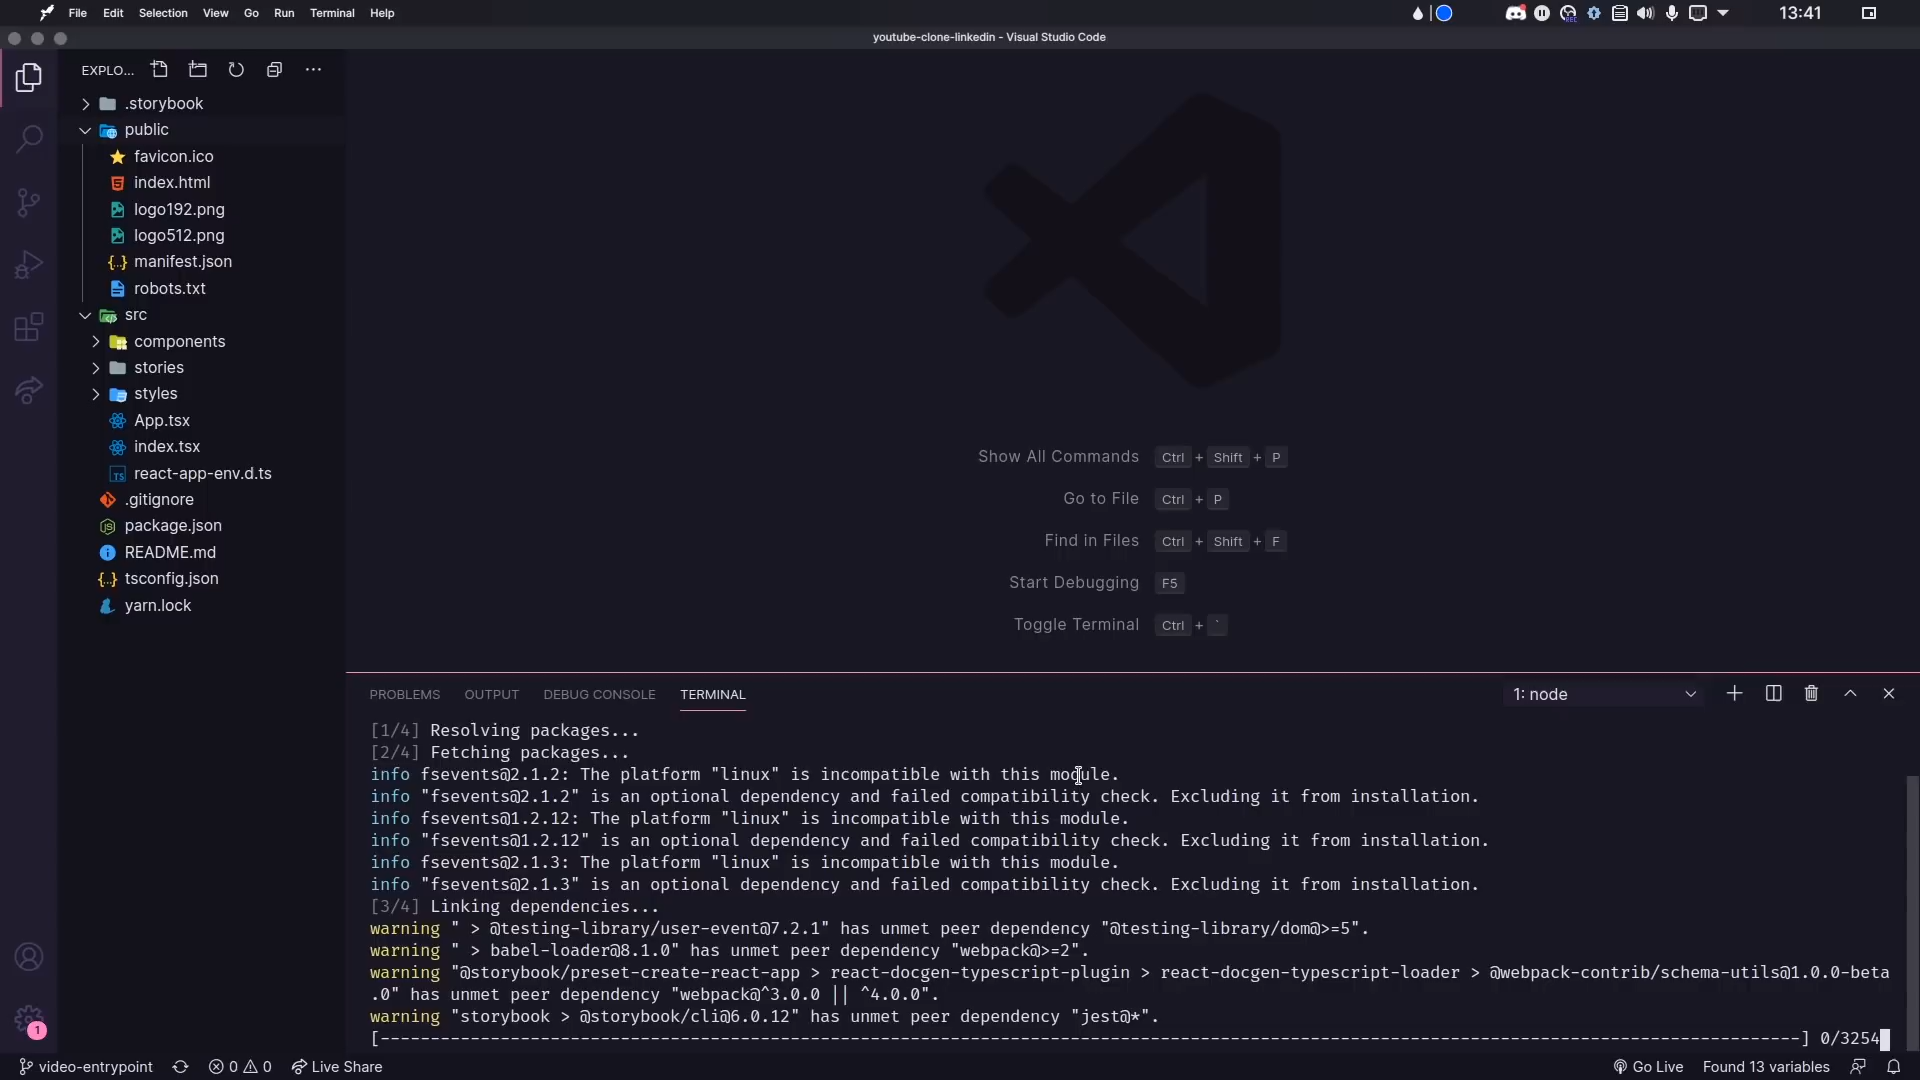 File Edit Selection View Go Run Terminal Help
13:41
youtube-clone-linkedin - Visual Studio Code
EXPLO...
.storybook
public
favicon.ico
index.html
logo192.png
logo512.png
manifest.json
robots.txt
src
components
stories
styles
App.tsx
index.tsx
react-app-env.d.ts
.gitignore
package.json
README.md
tsconfig.json
yarn.lock
Show All Commands Ctrl + Shift + P
Go to File Ctrl + P
Find in Files Ctrl + Shift + F
Start Debugging F5
Toggle Terminal Ctrl + `
PROBLEMS OUTPUT DEBUG CONSOLE TERMINAL
1: node
[1/4] Resolving packages...
[2/4] Fetching packages...
info fsevents@2.1.2: The platform "linux" is incompatible with this module.
info "fsevents@2.1.2" is an optional dependency and failed compatibility check. Excluding it from installation.
info fsevents@1.2.12: The platform "linux" is incompatible with this module.
info "fsevents@1.2.12" is an optional dependency and failed compatibility check. Excluding it from installation.
info fsevents@2.1.3: The platform "linux" is incompatible with this module.
info "fsevents@2.1.3" is an optional dependency and failed compatibility check. Excluding it from installation.
[3/4] Linking dependencies...
warning " > @testing-library/user-event@7.2.1" has unmet peer dependency "@testing-library/dom@>=5".
warning " > babel-loader@8.1.0" has unmet peer dependency "webpack@>=2".
warning "@storybook/preset-create-react-app > react-docgen-typescript-plugin > react-docgen-typescript-loader > @webpack-contrib/schema-utils@1.0.0-beta
.0" has unmet peer dependency "webpack@^3.0.0 || ^4.0.0".
warning "storybook > @storybook/cli@6.0.12" has unmet peer dependency "jest@*".
[----------------------------------------------------------------------------------------------------------------------------------------------] 0/3254
1
video-entrypoint 0 0 Live Share
Go Live Found 13 variables